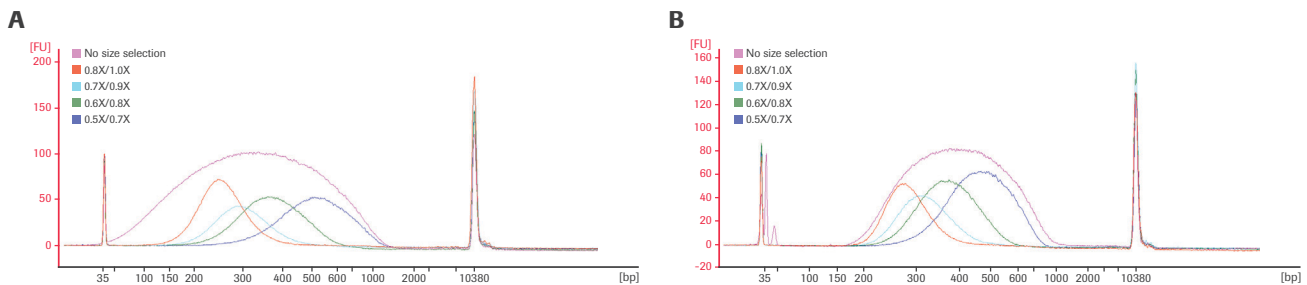 A
[FU]
No size selection
0.8X/1.0X
0.7X/0.9X
0.6X/0.8X
0.5X/0.7X
200
150
100
50
0
35 100 150 200 300 400 500 600 1000 2000 10380 [bp]
B
[FU]
No size selection
0.8X/1.0X
0.7X/0.9X
0.6X/0.8X
0.5X/0.7X
160
140
120
100
80
60
40
20
0
-20
35 100 150 200 300 400 500 600 1000 2000 10380 [bp]